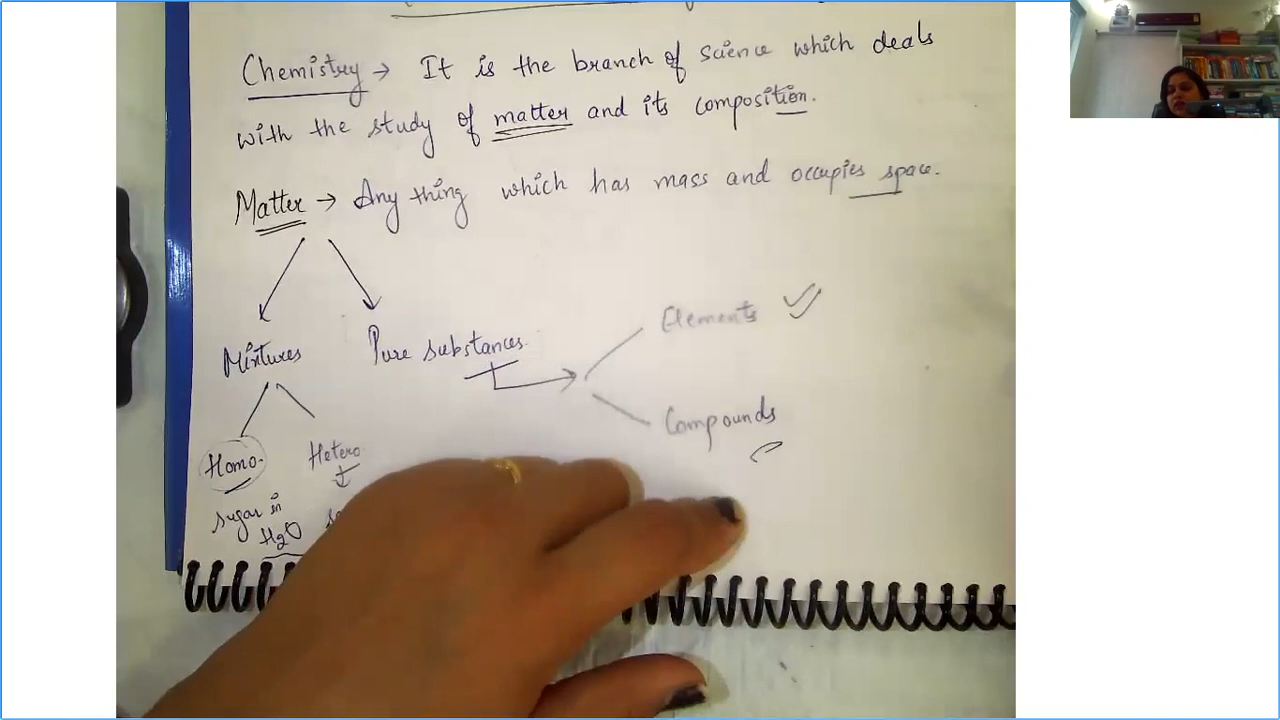 Chemistry → It is the branch of science which deals
with the study of matter and its composition.
Matter → Any thing which has mass and occupies space.
Mixtures
Pure substances.
Elements
Compounds
Homo.
Hetero
sugar in
H2O